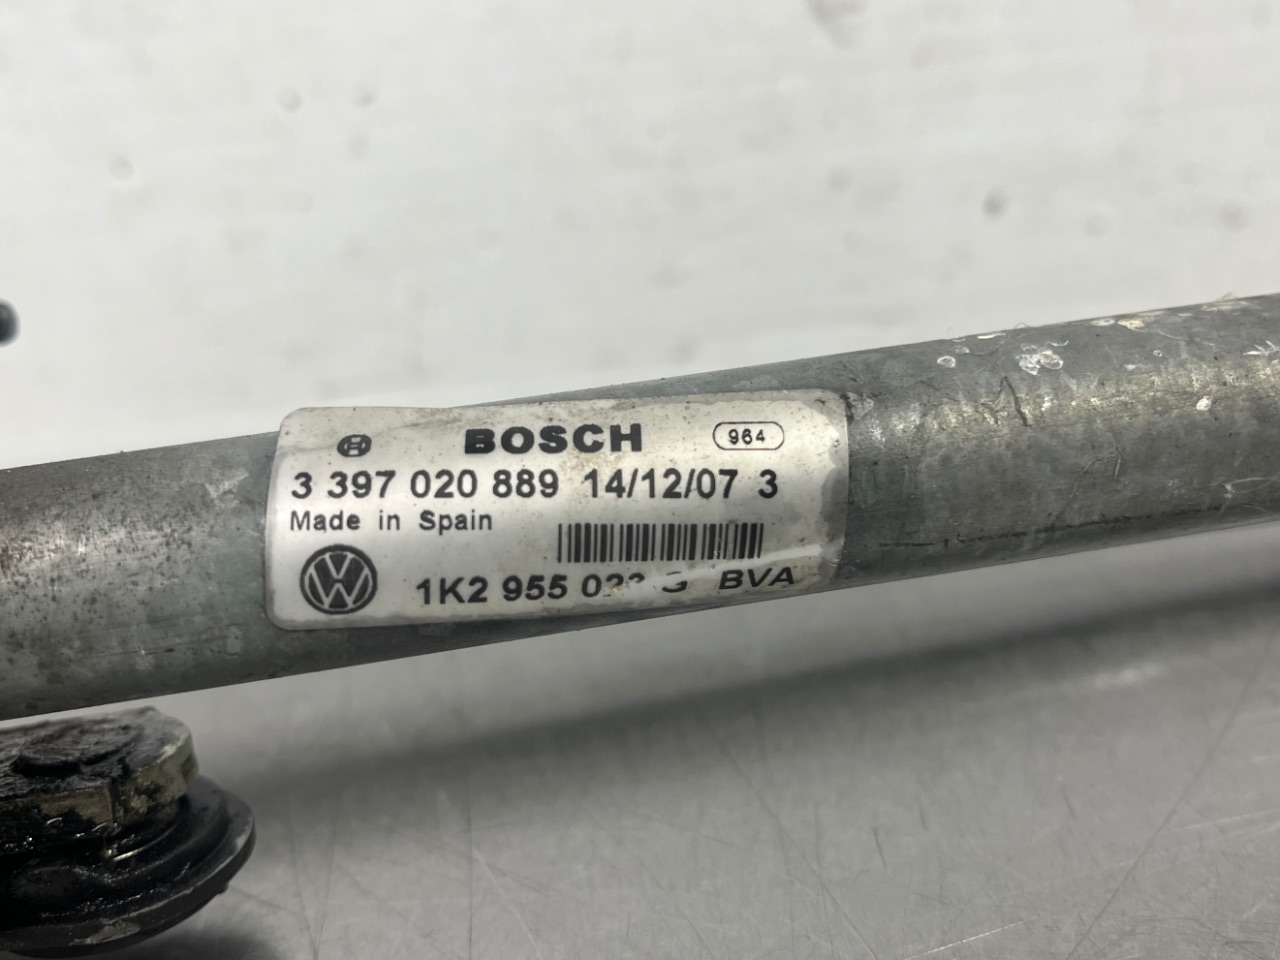 BOSCH 964
3 397 020 889 14/12/07 3
Made in Spain
1K2 955 G BVA